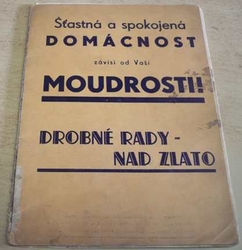 Šťastná a spokojená
DOMÁCNOST
závisí od Vaší
MOUDROSTI!
DROBNÉ RADY -
NAD ZLATO